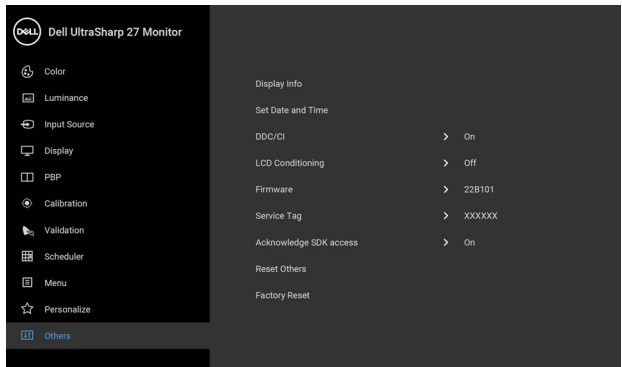 DELL
Dell UltraSharp 27 Monitor
Color
Luminance
Input Source
Display
PBP
Calibration
Validation
Scheduler
Menu
Personalize
Others
Display Info
Set Date and Time
DDC/CI > On
LCD Conditioning > Off
Firmware > 22B101
Service Tag > XXXXXX
Acknowledge SDK access > On
Reset Others
Factory Reset